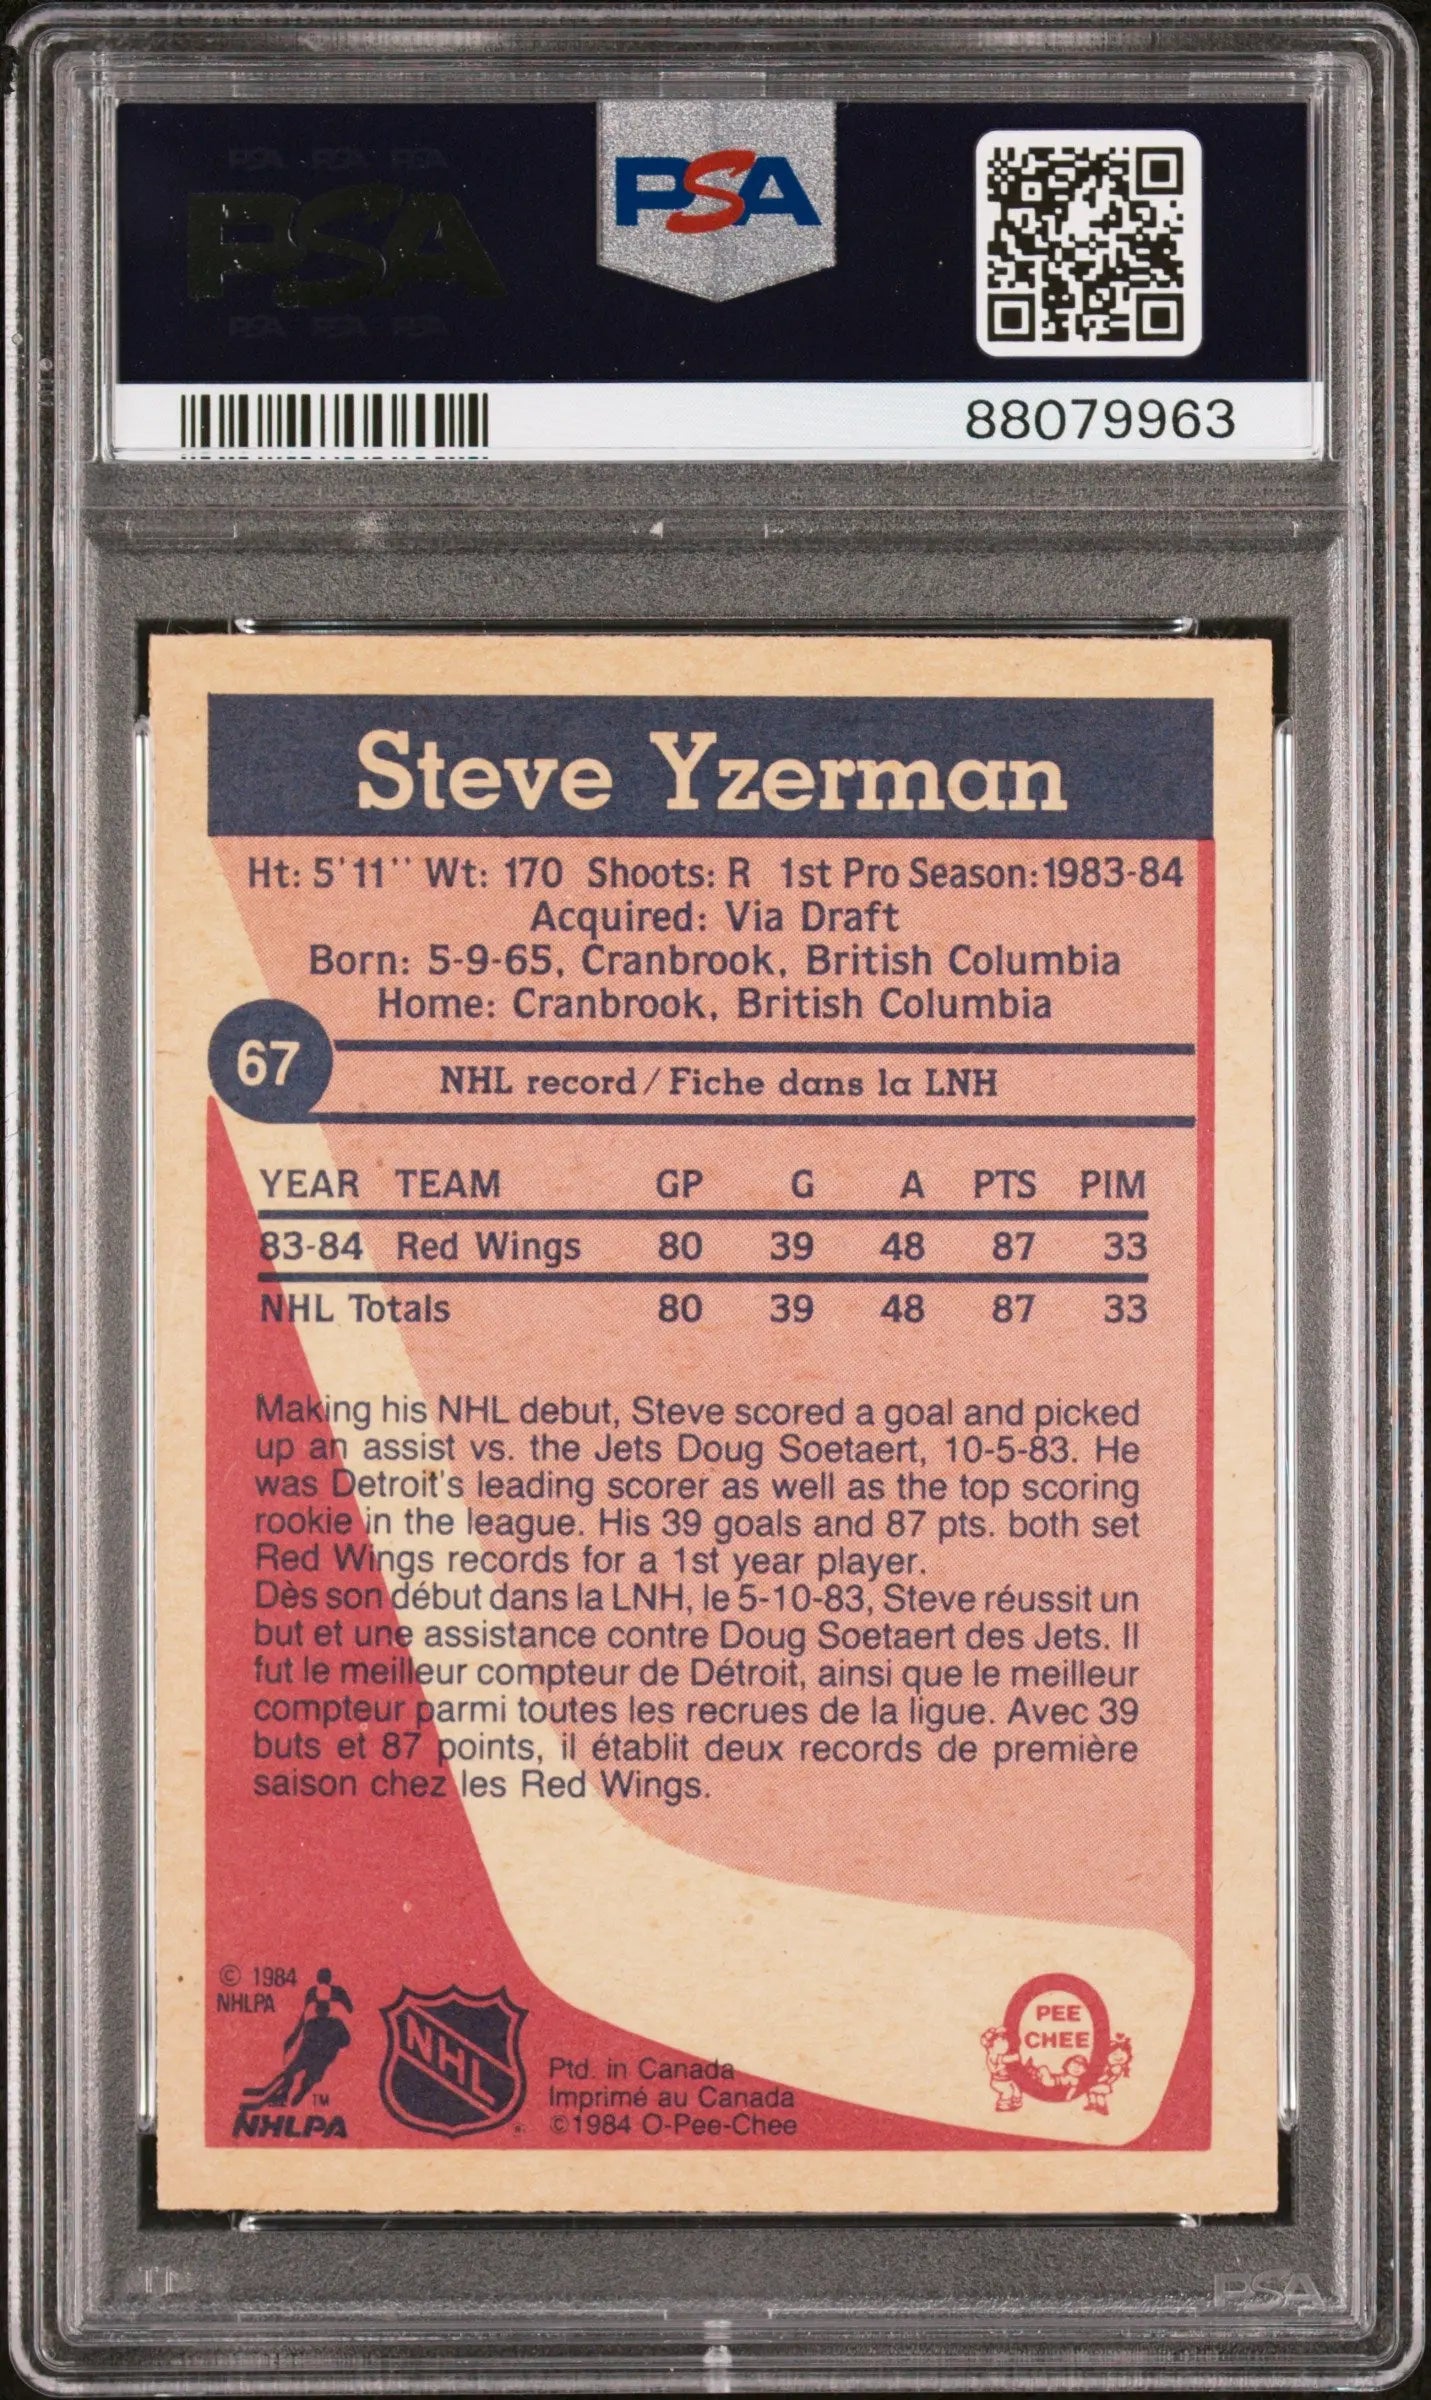 PSA PSA PSA
PSA
PSA PSA PSA
PSA
88079963
Steve Yzerman
Ht: 5'11'' Wt: 170 Shoots: R 1st Pro Season: 1983-84
Acquired: Via Draft
Born: 5-9-65, Cranbrook, British Columbia
Home: Cranbrook, British Columbia
67
NHL record / Fiche dans la LNH
YEAR TEAM GP G A PTS PIM
83-84 Red Wings 80 39 48 87 33
NHL Totals 80 39 48 87 33
Making his NHL debut, Steve scored a goal and picked
up an assist vs. the Jets Doug Soetaert, 10-5-83. He
was Detroit's leading scorer as well as the top scoring
rookie in the league. His 39 goals and 87 pts. both set
Red Wings records for a 1st year player.
Dès son début dans la LNH, le 5-10-83, Steve réussit un
but et une assistance contre Doug Soetaert des Jets. Il
fut le meilleur compteur de Détroit, ainsi que le meilleur
compteur parmi toutes les recrues de la ligue. Avec 39
buts et 87 points, il établit deux records de première
saison chez les Red Wings.
© 1984
NHLPA
TM
NHLPA
NHL
Ptd. in Canada
Imprimé au Canada
©1984 O-Pee-Chee
PEE
CHEE
PSA